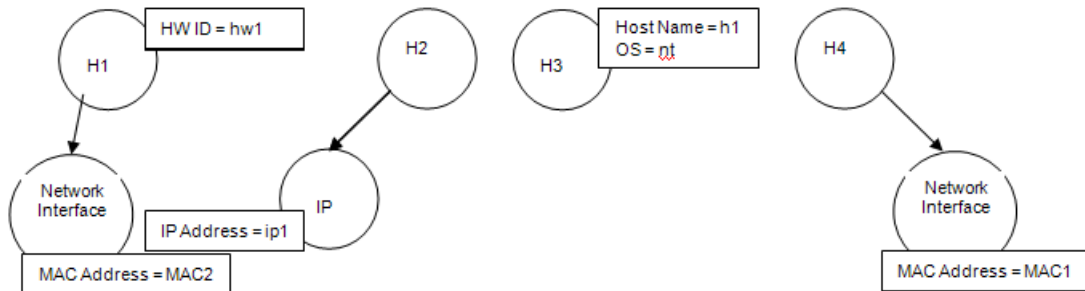 H1
HW ID = hw1
H2
H3
Host Name = h1
OS = nt
H4
Network
Interface
MAC Address = MAC2
IP
IP Address = ip1
Network
Interface
MAC Address = MAC1